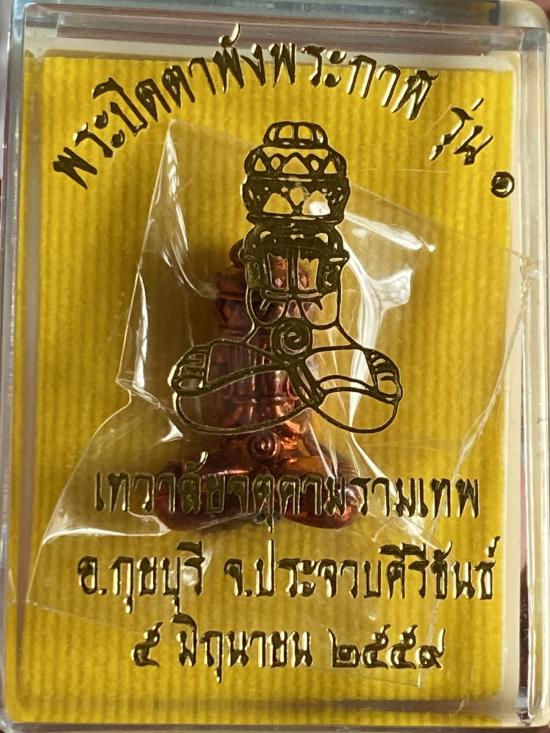 พระปิดตาพังพระกาฬ รุ่น ๑
เทวาลัยจตุคามรามเทพ
อ.กุยบุรี จ.ประจวบคีรีขันธ์
๕ มิถุนายน ๒๕๕๙